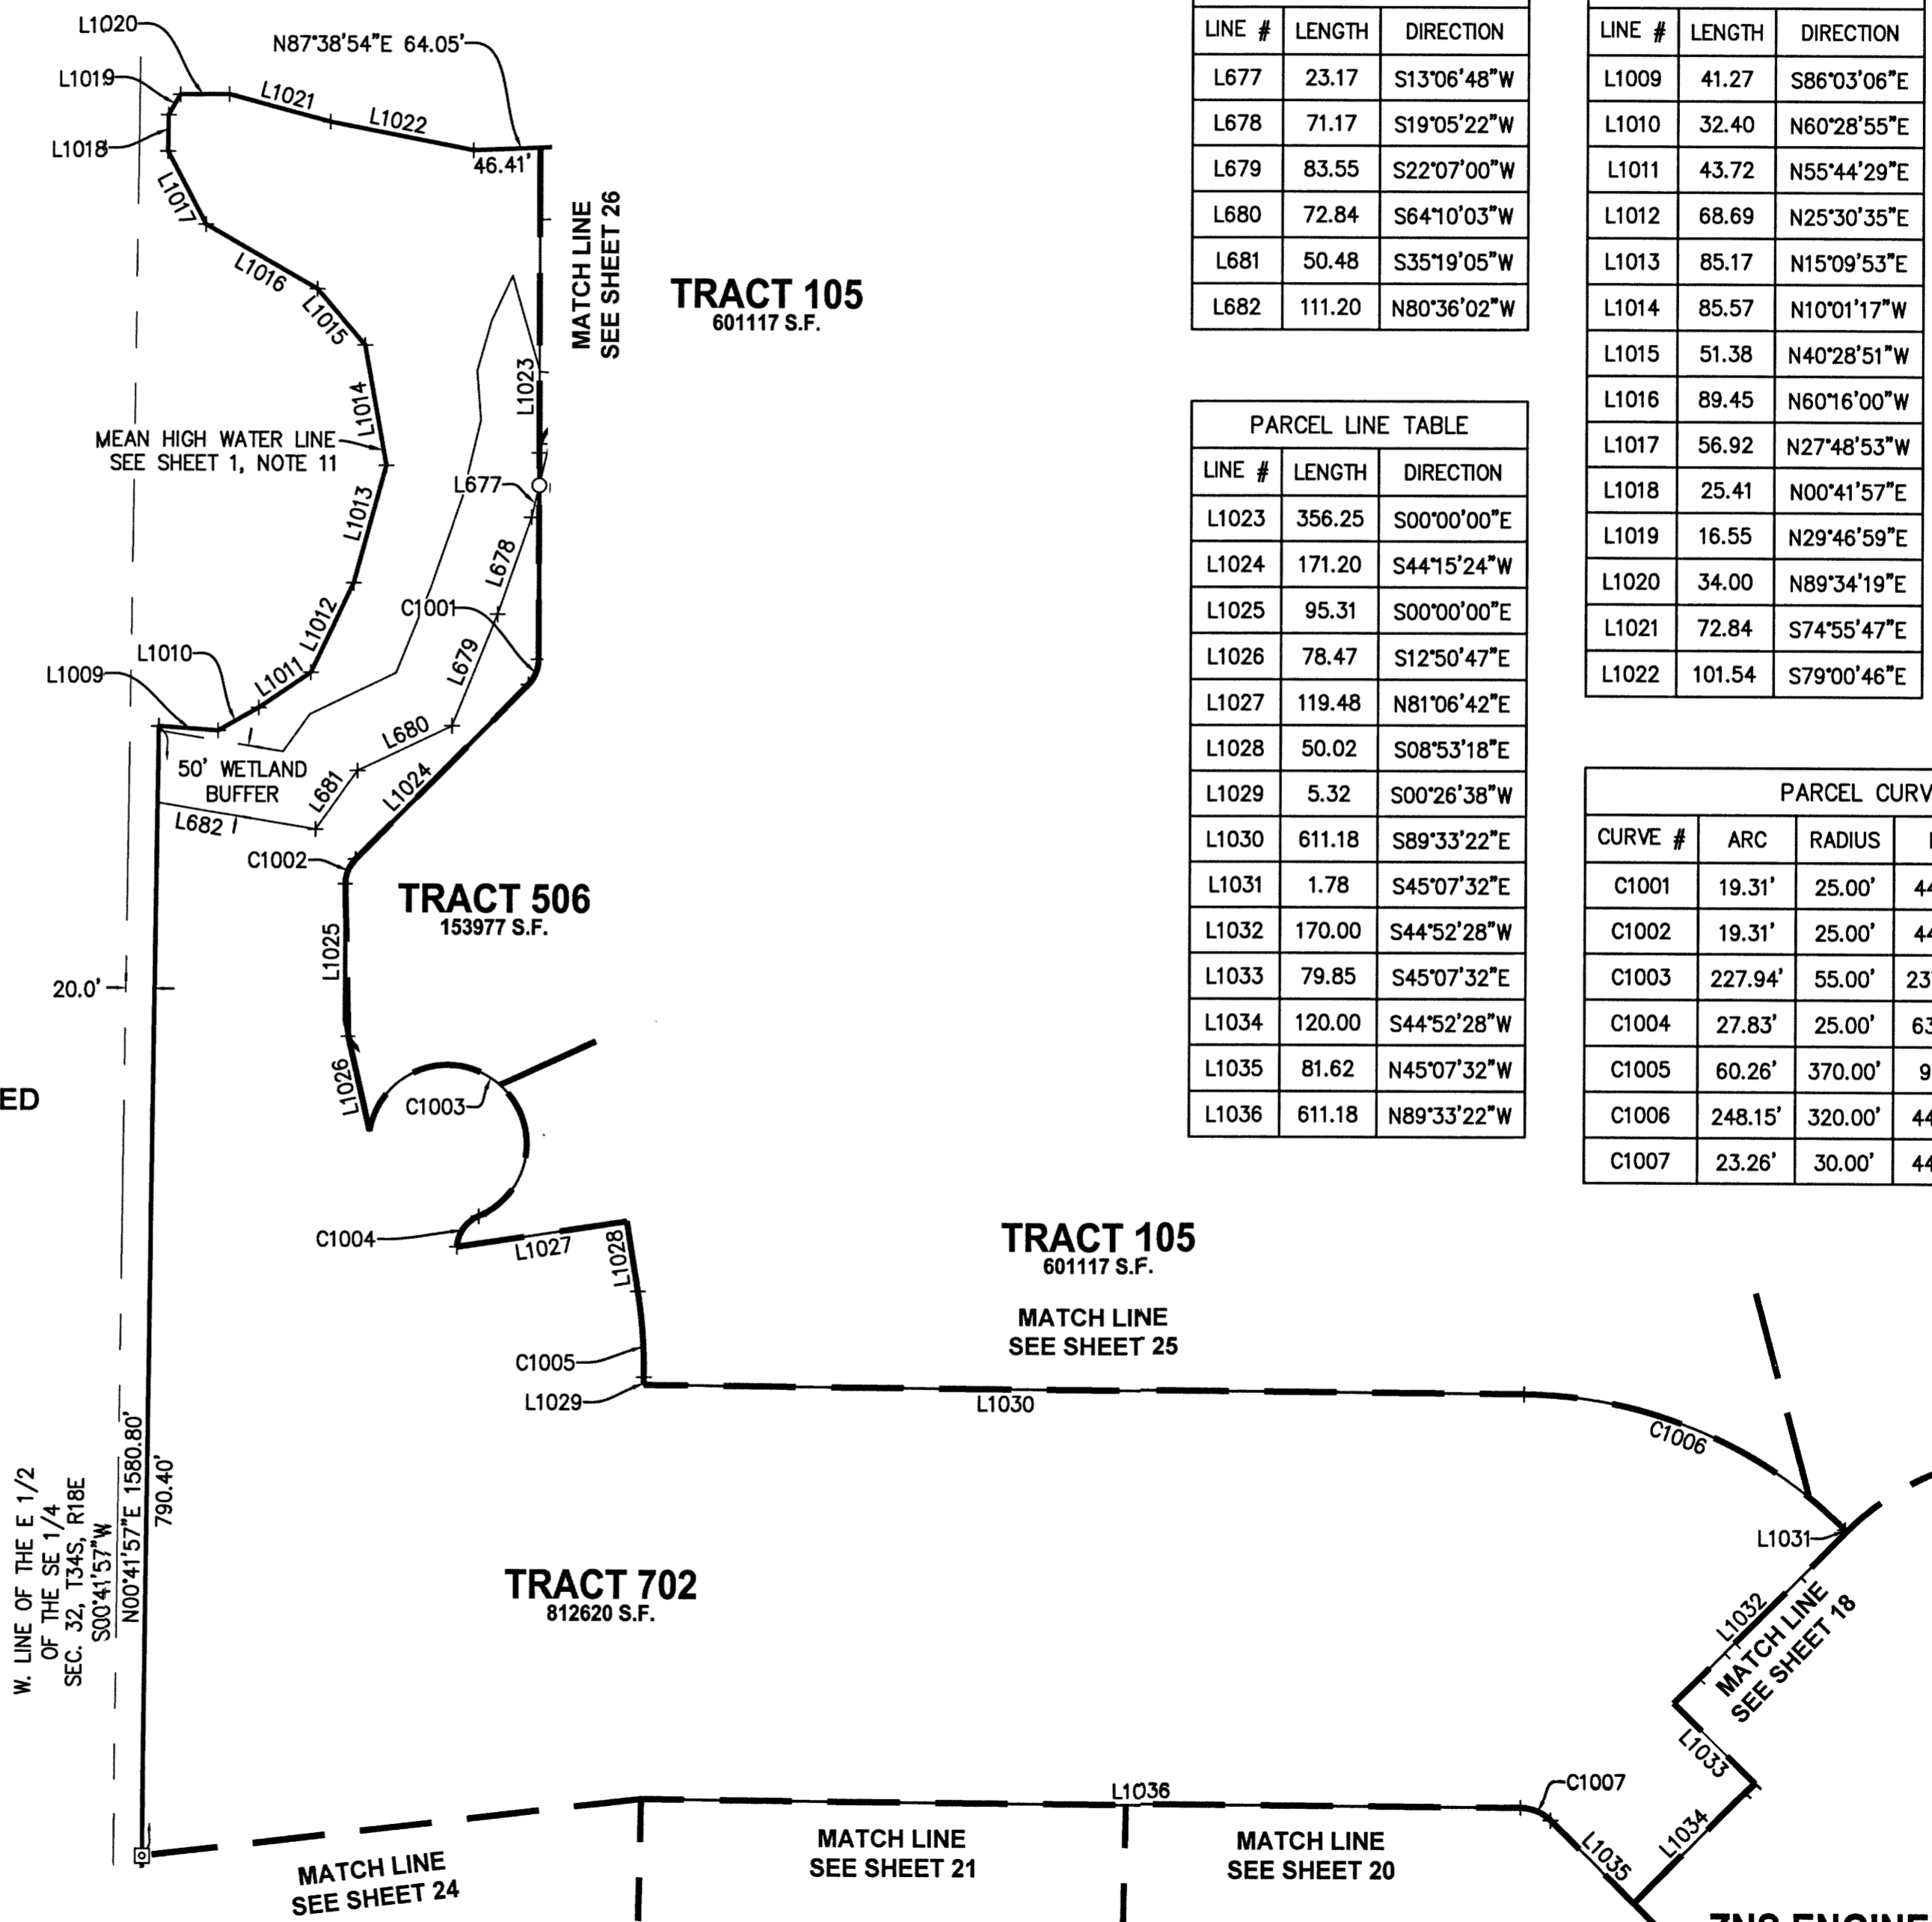 L1020
N87°38'54"E 64.05'
L1019
L1021
L1022
L1018
46.41'
L1017
MATCH LINE
SEE SHEET 26
L1016
TRACT 105
601117 S.F.
L1015
L1023
L1014
MEAN HIGH WATER LINE
SEE SHEET 1, NOTE 11
L677
L1013
L678
C1001
L1012
L679
L1010
L1011
L1009
L680
50' WETLAND
BUFFER
L681
L1024
L682
C1002
TRACT 506
153977 S.F.
L1025
20.0'
L1026
C1003
ED
C1004
L1027
L1028
TRACT 105
601117 S.F.
MATCH LINE
SEE SHEET 25
C1005
L1029
L1030
C1006
L1031
W. LINE OF THE E 1/2
OF THE SE 1/4
SEC. 32, T34S, R18E
S00°41'57"W
N00°41'57"E 1580.80'
790.40'
TRACT 702
812620 S.F.
L1032
MATCH LINE
SEE SHEET 18
L1033
L1036
C1007
L1034
L1035
MATCH LINE
SEE SHEET 24
MATCH LINE
SEE SHEET 21
MATCH LINE
SEE SHEET 20
LINE # LENGTH DIRECTION
L677 23.17 S13°06'48"W
L678 71.17 S19°05'22"W
L679 83.55 S22°07'00"W
L680 72.84 S64°10'03"W
L681 50.48 S35°19'05"W
L682 111.20 N80°36'02"W
PARCEL LINE TABLE
LINE # LENGTH DIRECTION
L1023 356.25 S00°00'00"E
L1024 171.20 S44°15'24"W
L1025 95.31 S00°00'00"E
L1026 78.47 S12°50'47"E
L1027 119.48 N81°06'42"E
L1028 50.02 S08°53'18"E
L1029 5.32 S00°26'38"W
L1030 611.18 S89°33'22"E
L1031 1.78 S45°07'32"E
L1032 170.00 S44°52'28"W
L1033 79.85 S45°07'32"E
L1034 120.00 S44°52'28"W
L1035 81.62 N45°07'32"W
L1036 611.18 N89°33'22"W
LINE # LENGTH DIRECTION
L1009 41.27 S86°03'06"E
L1010 32.40 N60°28'55"E
L1011 43.72 N55°44'29"E
L1012 68.69 N25°30'35"E
L1013 85.17 N15°09'53"E
L1014 85.57 N10°01'17"W
L1015 51.38 N40°28'51"W
L1016 89.45 N60°16'00"W
L1017 56.92 N27°48'53"W
L1018 25.41 N00°41'57"E
L1019 16.55 N29°46'59"E
L1020 34.00 N89°34'19"E
L1021 72.84 S74°55'47"E
L1022 101.54 S79°00'46"E
PARCEL CURV
CURVE # ARC RADIUS
C1001 19.31' 25.00' 44
C1002 19.31' 25.00' 44
C1003 227.94' 55.00' 23
C1004 27.83' 25.00' 63
C1005 60.26' 370.00' 9
C1006 248.15' 320.00' 44
C1007 23.26' 30.00' 44